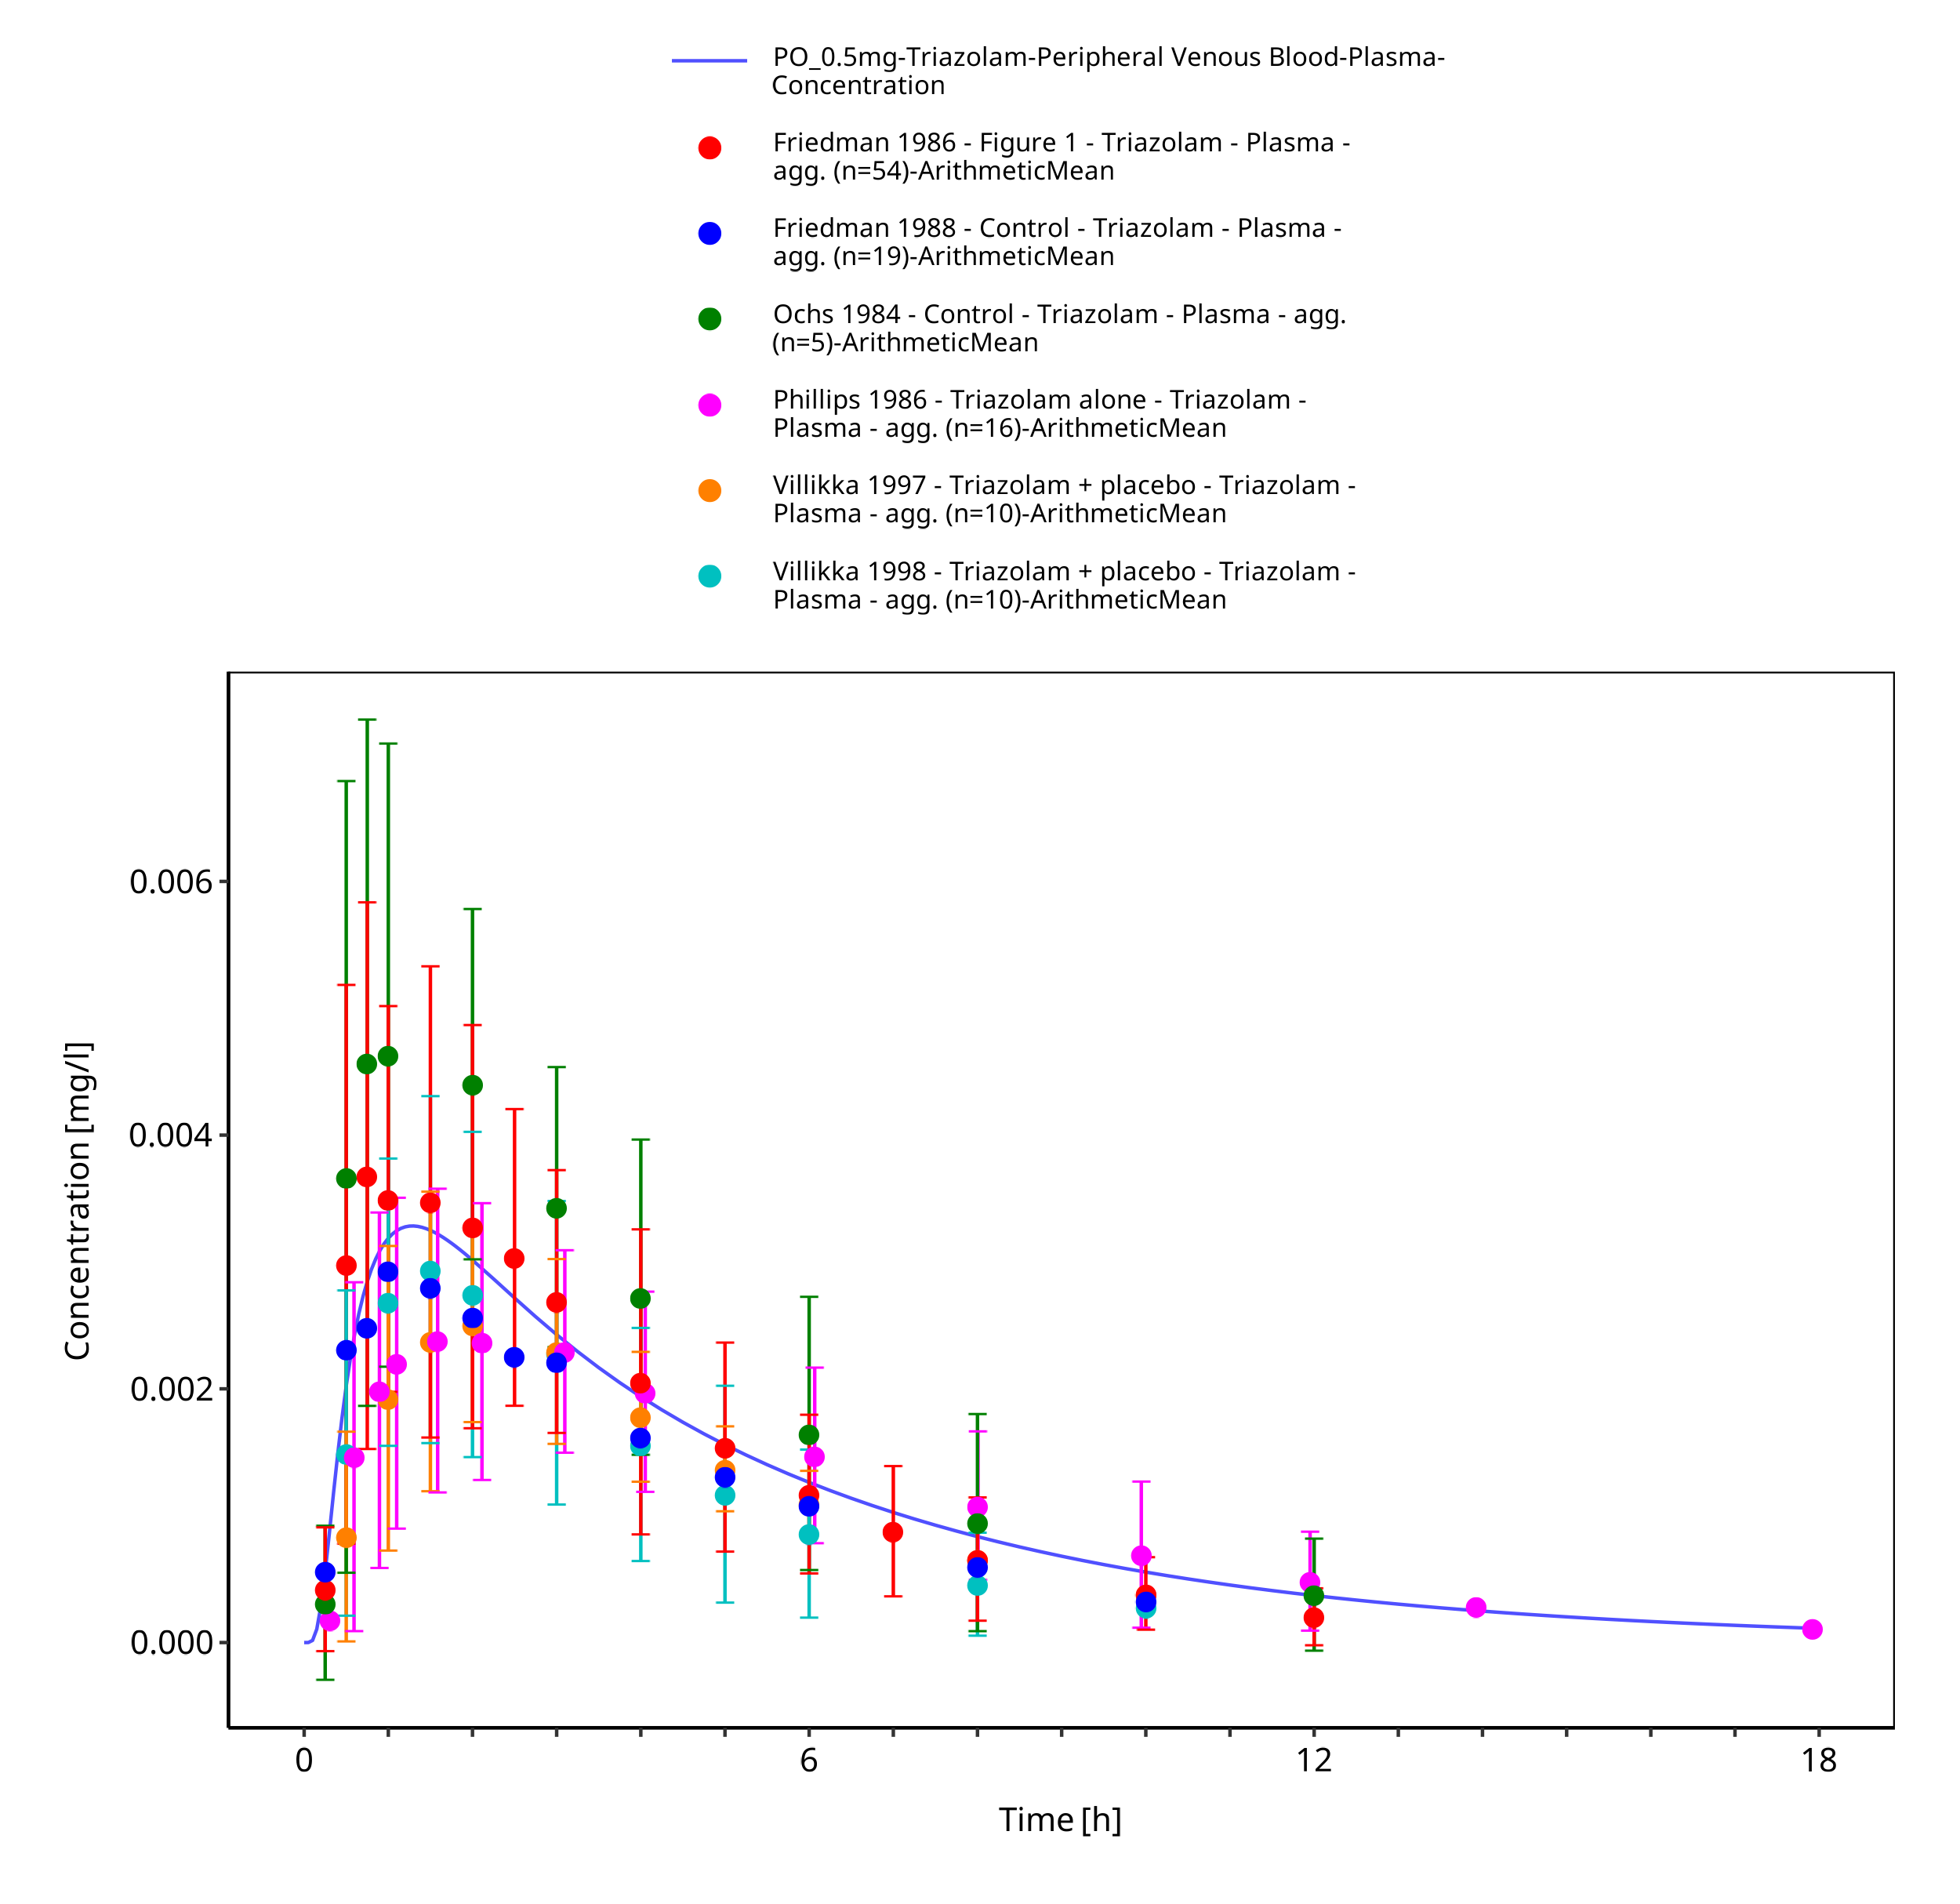 PO_0.5mg-Triazolam-Peripheral Venous Blood-Plasma-
Concentration
Friedman 1986 - Figure 1 - Triazolam - Plasma -
agg. (n=54)-ArithmeticMean
Friedman 1988 - Control - Triazolam - Plasma -
agg. (n=19)-ArithmeticMean
Ochs 1984 - Control - Triazolam - Plasma - agg.
(n=5)-ArithmeticMean
Phillips 1986 - Triazolam alone - Triazolam -
Plasma - agg. (n=16)-ArithmeticMean
Villikka 1997 - Triazolam + placebo - Triazolam -
Plasma - agg. (n=10)-ArithmeticMean
Villikka 1998 - Triazolam + placebo - Triazolam -
Plasma - agg. (n=10)-ArithmeticMean
Concentration [mg/l]
0.006
0.004
0.002
0.000
0
6
12
18
Time [h]